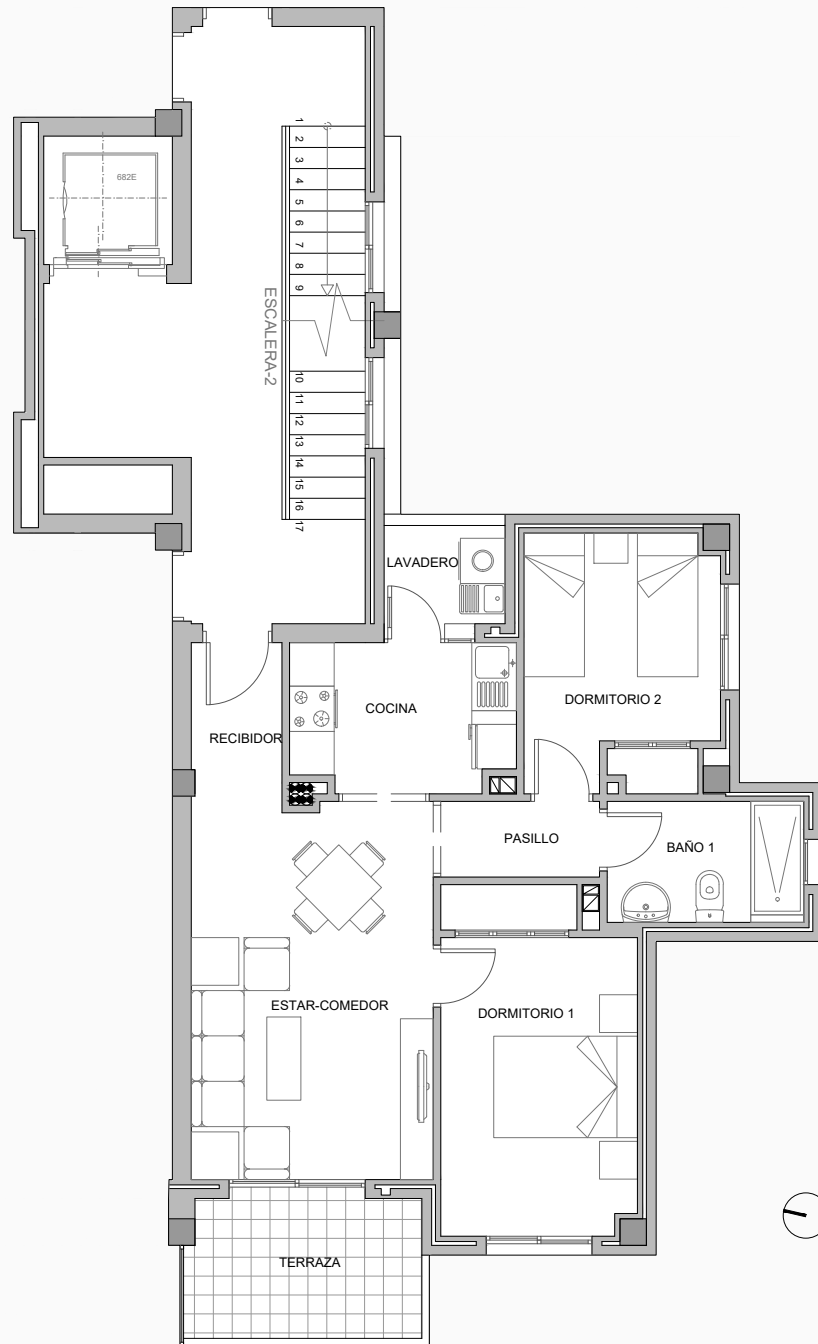 1
2
3
4
5
6
7
8
9
682E
ESCALERA-2
10
11
12
13
14
15
16
17
LAVADERO
DORMITORIO 2
COCINA
RECIBIDOR
PASILLO
BAÑO 1
ESTAR-COMEDOR
DORMITORIO 1
TERRAZA